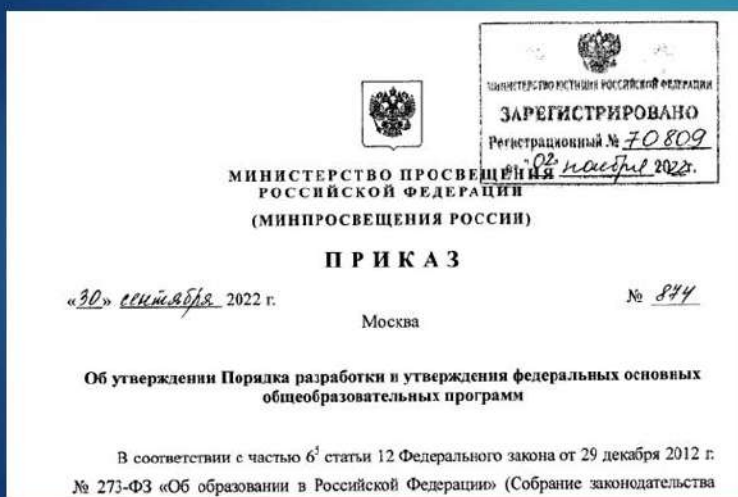 МИНИСТЕРСТВО ЮСТИЦИИ РОССИЙСКОЙ ФЕДЕРАЦИИ
ЗАРЕГИСТРИРОВАНО
Регистрационный № 70809
от "02" ноября 2022г.
МИНИСТЕРСТВО ПРОСВЕЩЕНИЯ
РОССИЙСКОЙ ФЕДЕРАЦИИ
(МИНПРОСВЕЩЕНИЯ РОССИИ)
ПРИКАЗ
«30» сентября 2022 г.
№ 874
Москва
Об утверждении Порядка разработки и утверждения федеральных основных
общеобразовательных программ
В соответствии с частью 6⁵ статьи 12 Федерального закона от 29 декабря 2012 г.
№ 273-ФЗ «Об образовании в Российской Федерации» (Собрание законодательства